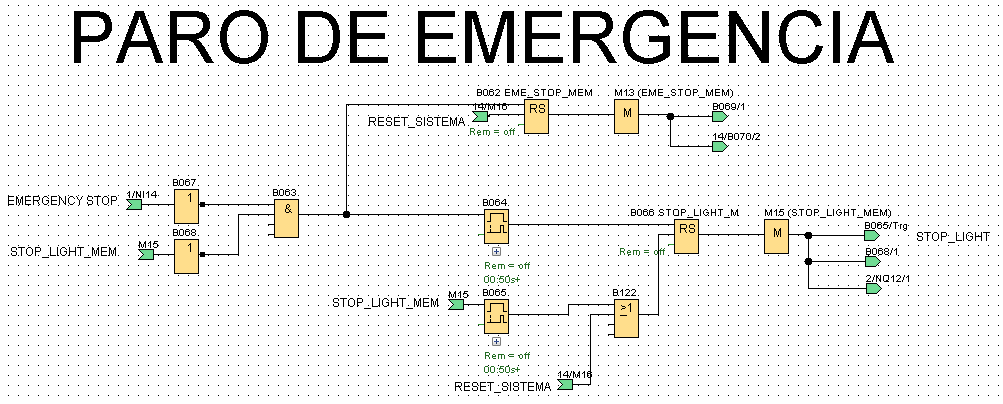 PARO DE EMERGENCIA
B062 EME_STOP_MEM
M13 (EME_STOP_MEM)
14/M16
RS
M
B069/1
RESET_SISTEMA
Rem = off
14/B070/2
B067
EMERGENCY STOP
1/NI14
1
B063
&
B064
B066 STOP_LIGHT_M
M15 (STOP_LIGHT_MEM)
B068
RS
M
B065/Trg
STOP_LIGHT
STOP_LIGHT_MEM
M15
1
Rem = off
B068/1
Rem = off
00:50s+
2/NQ12/1
B065
B122
STOP_LIGHT_MEM
M15
>1
Rem = off
00:50s+
RESET_SISTEMA
14/M16